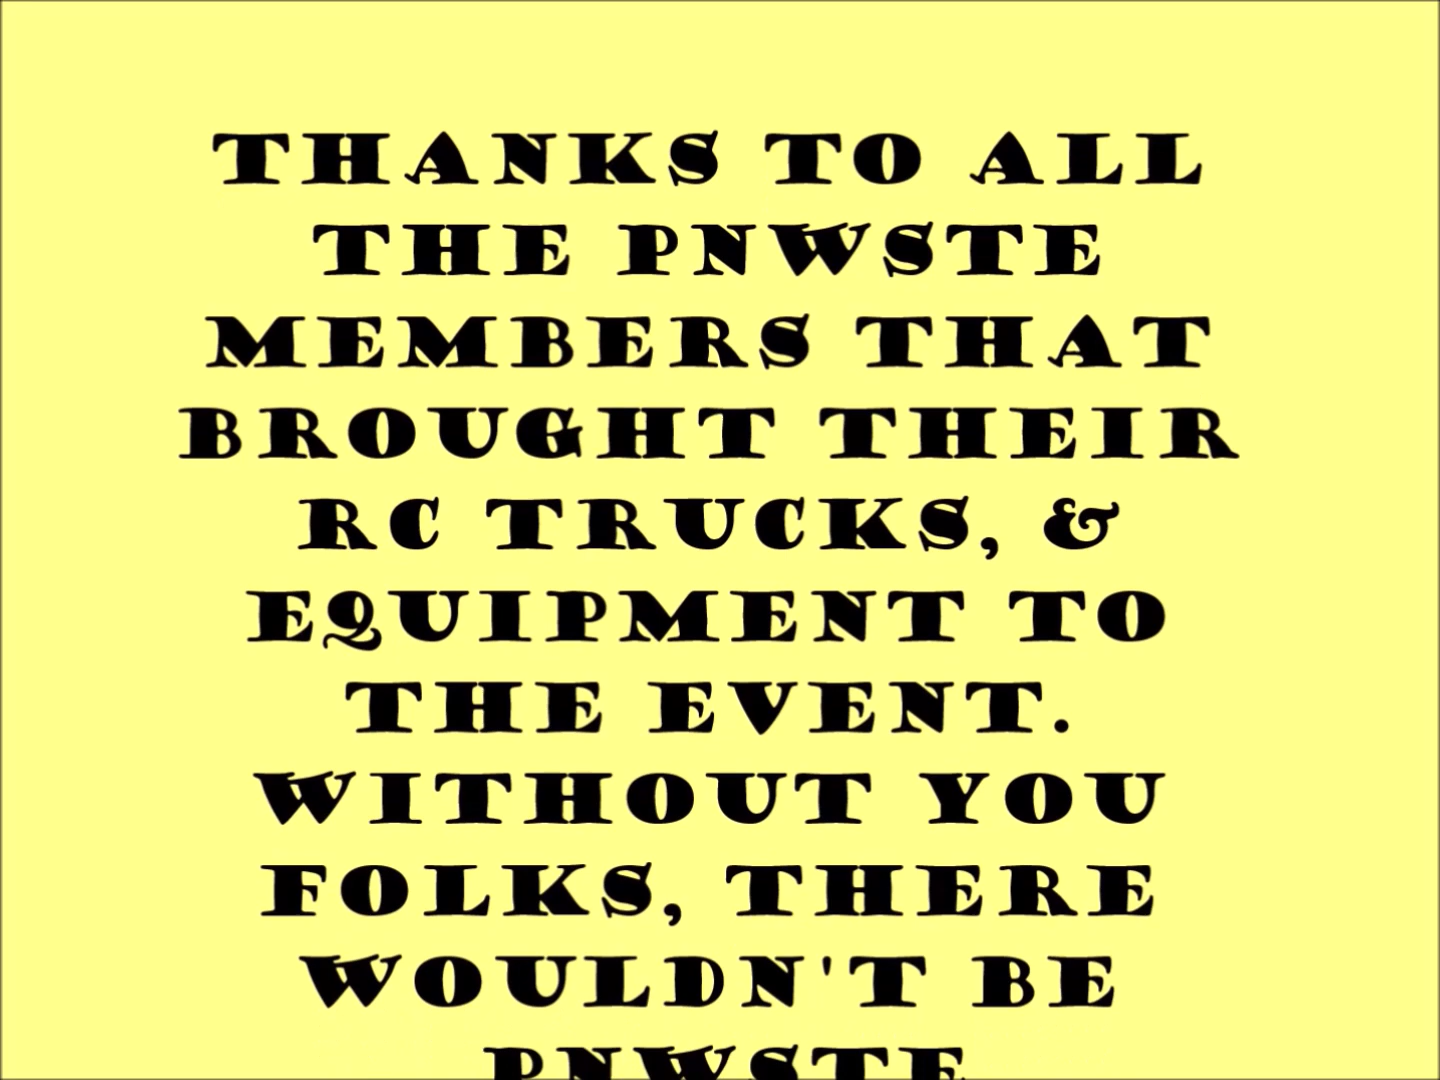 THANKS TO ALL
THE PNWSTE
MEMBERS THAT
BROUGHT THEIR
RC TRUCKS, &
EQUIPMENT TO
THE EVENT.
WITHOUT YOU
FOLKS, THERE
WOULDN'T BE
PNWSTE